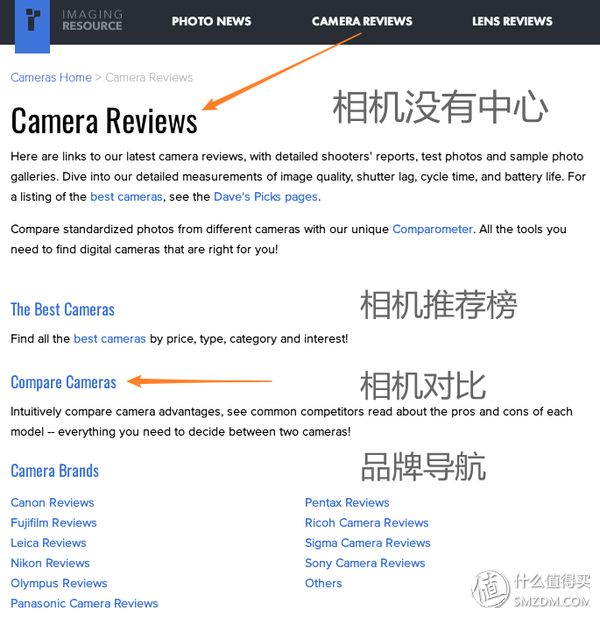 IMAGING
RESOURCE
PHOTO NEWS
CAMERA REVIEWS
LENS REVIEWS
Cameras Home > Camera Reviews
Camera Reviews
相机没有中心
Here are links to our latest camera reviews, with detailed shooters' reports, test photos and sample photo
galleries. Dive into our detailed measurements of image quality, shutter lag, cycle time, and battery life. For
a listing of the best cameras, see the Dave's Picks pages.
Compare standardized photos from different cameras with our unique Comparometer. All the tools you
need to find digital cameras that are right for you!
The Best Cameras
相机推荐榜
Find all the best cameras by price, type, category and interest!
Compare Cameras
相机对比
Intuitively compare camera advantages, see common competitors read about the pros and cons of each
model -- everything you need to decide between two cameras!
Camera Brands
品牌导航
Canon Reviews
Fujifilm Reviews
Leica Reviews
Nikon Reviews
Olympus Reviews
Panasonic Camera Reviews
Pentax Reviews
Ricoh Camera Reviews
Sigma Camera Reviews
Sony Camera Reviews
Others
值 什么值得买
SMZDM.COM